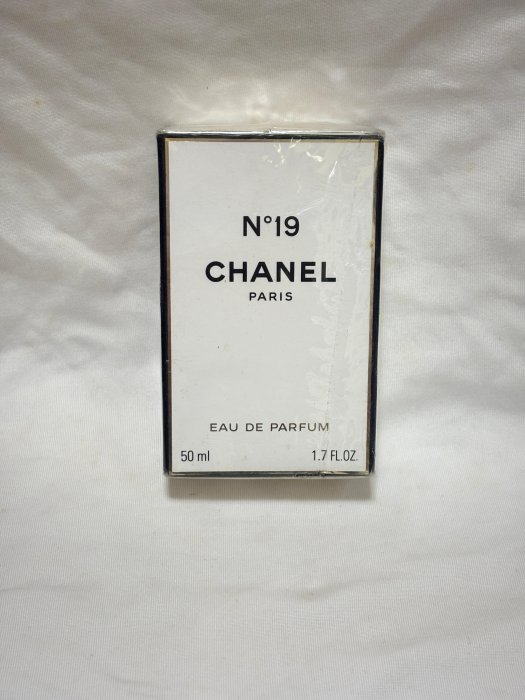 N°19
CHANEL
PARIS
EAU DE PARFUM
50 ml 1.7 FL.OZ.